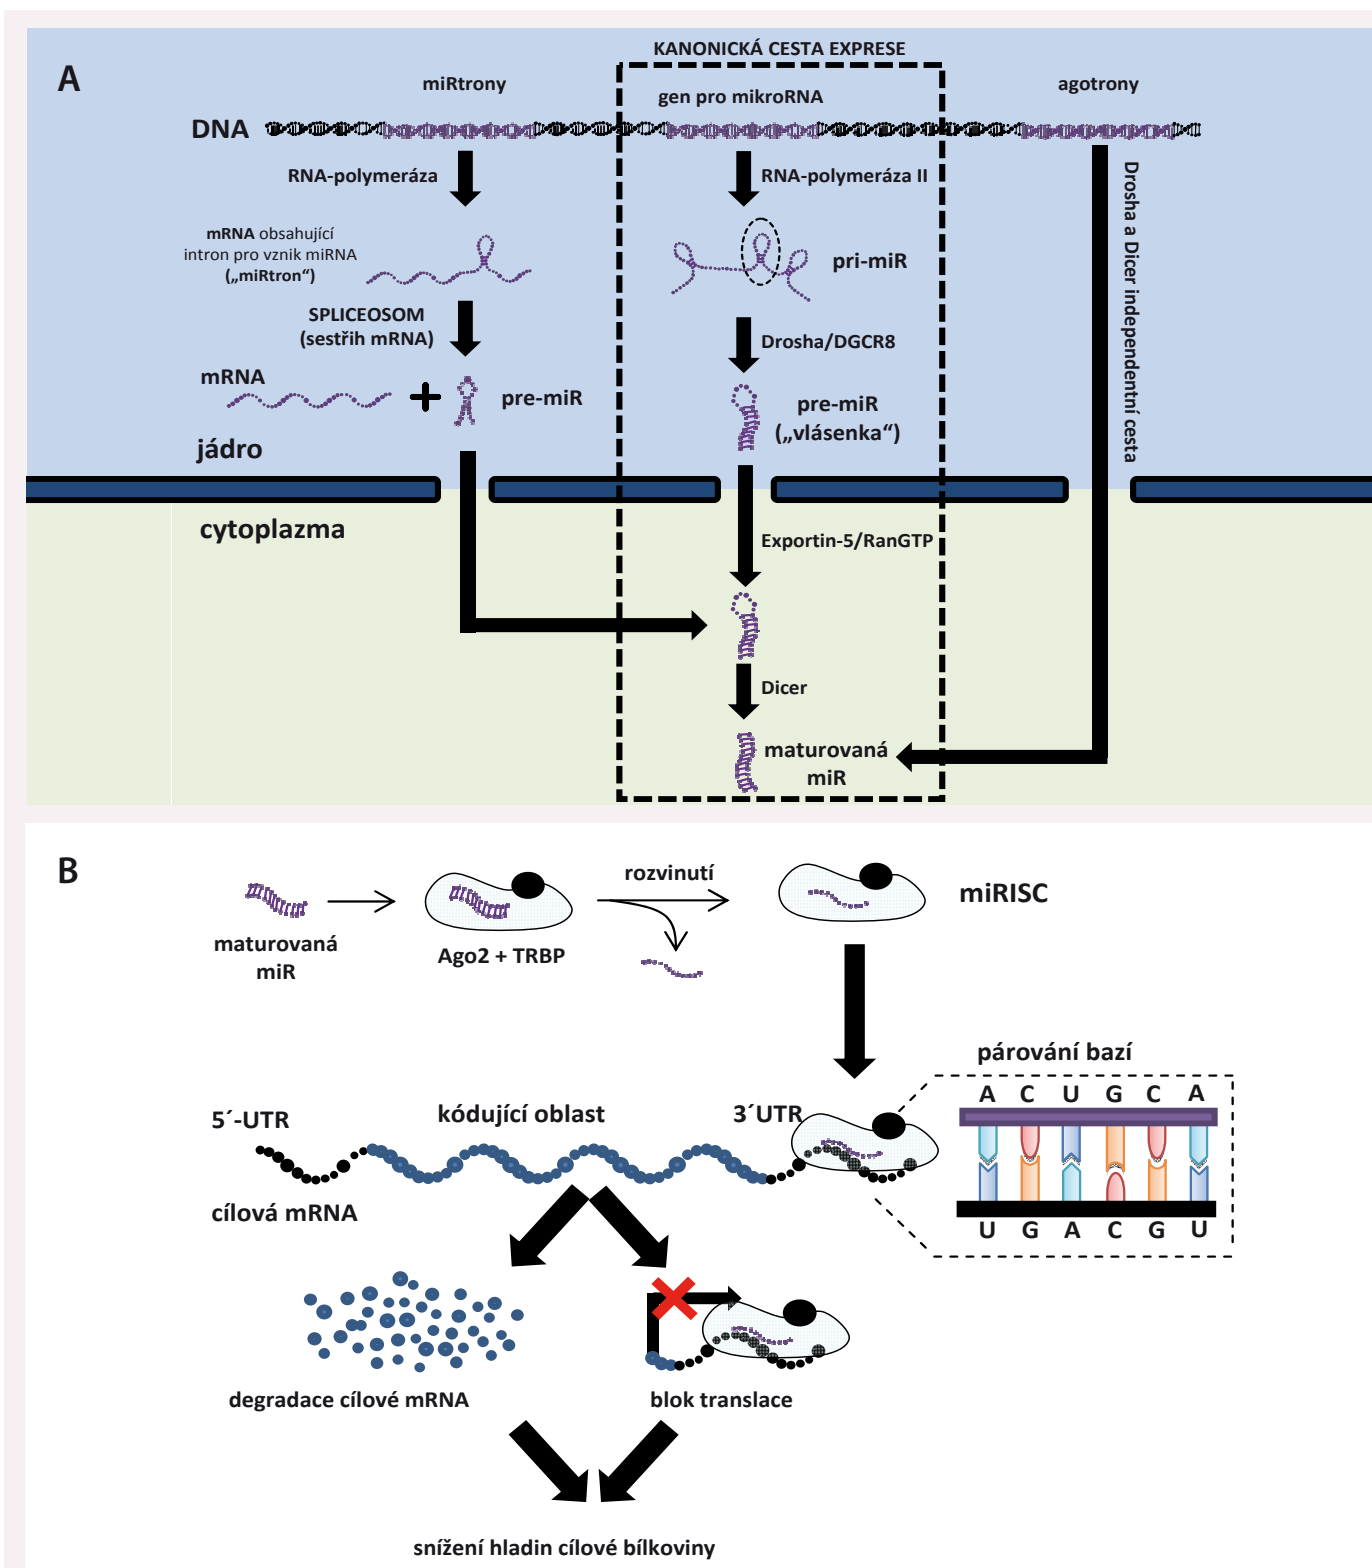 A
KANONICKÁ CESTA EXPRESE
miRtrony
gen pro mikroRNA
agotrony
DNA
RNA-polymeráza
RNA-polymeráza II
Drosha a Dicer independentní cesta
mRNA obsahující
intron pro vznik miRNA
(„miRtron“)
pri-miR
SPLICEOSOM
(sestřih mRNA)
Drosha/DGCR8
mRNA
pre-miR
pre-miR
(„vlásenka“)
jádro
cytoplazma
Exportin-5/RanGTP
Dicer
maturovaná
miR
B
rozvinutí
miRISC
maturovaná
miR
Ago2 + TRBP
párování bazí
A C U G C A
5´-UTR
kódující oblast
3´UTR
cílová mRNA
U G A C G U
degradace cílové mRNA
blok translace
snížení hladin cílové bílkoviny